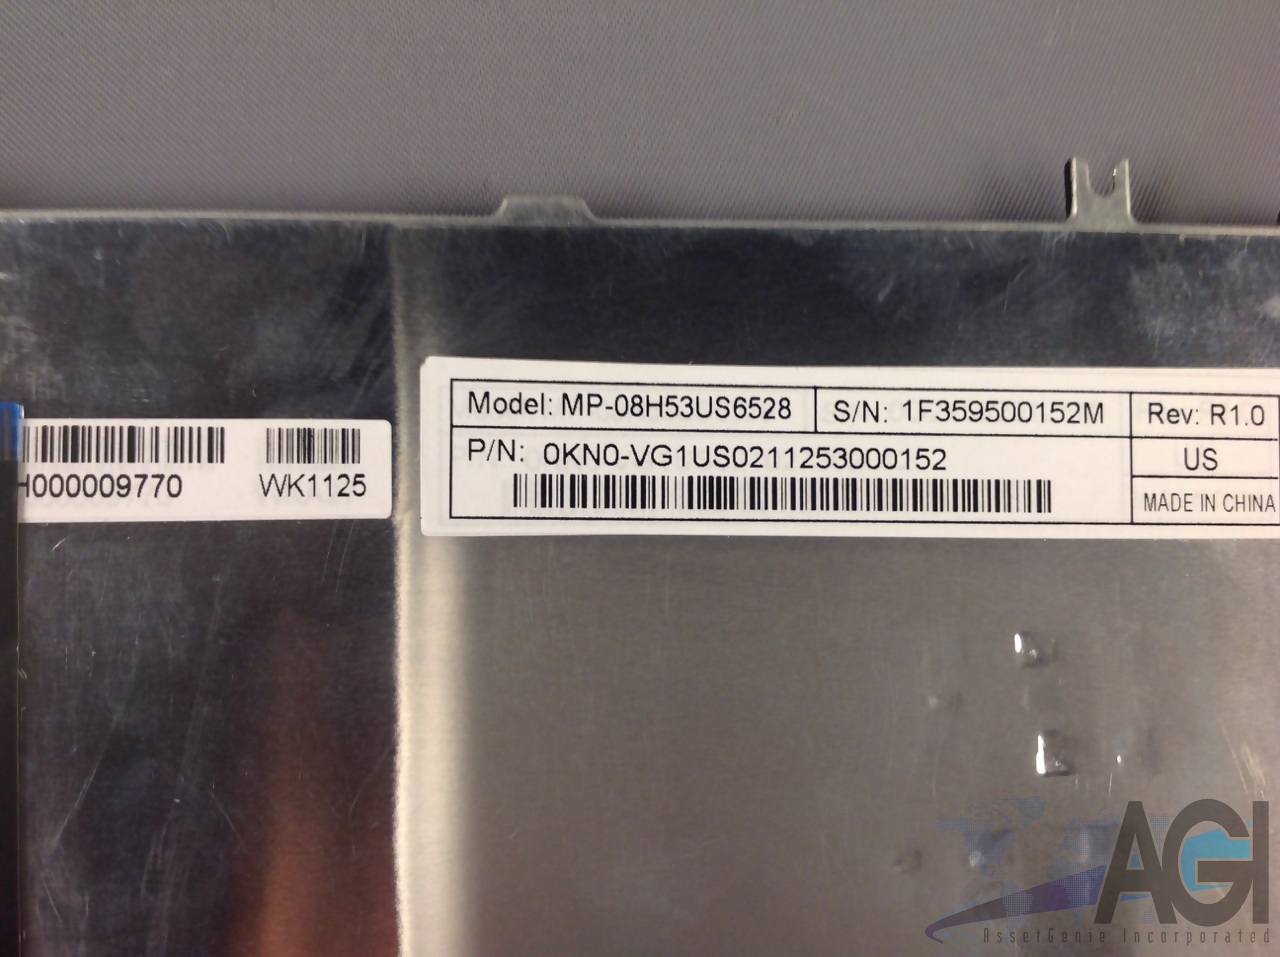 Model: MP-08H53US6528
S/N: 1F359500152M
Rev: R1.0
P/N: 0KN0-VG1US0211253000152
US
MADE IN CHINA
H000009770
WK1125
AGI
AssetGenie Incorporated